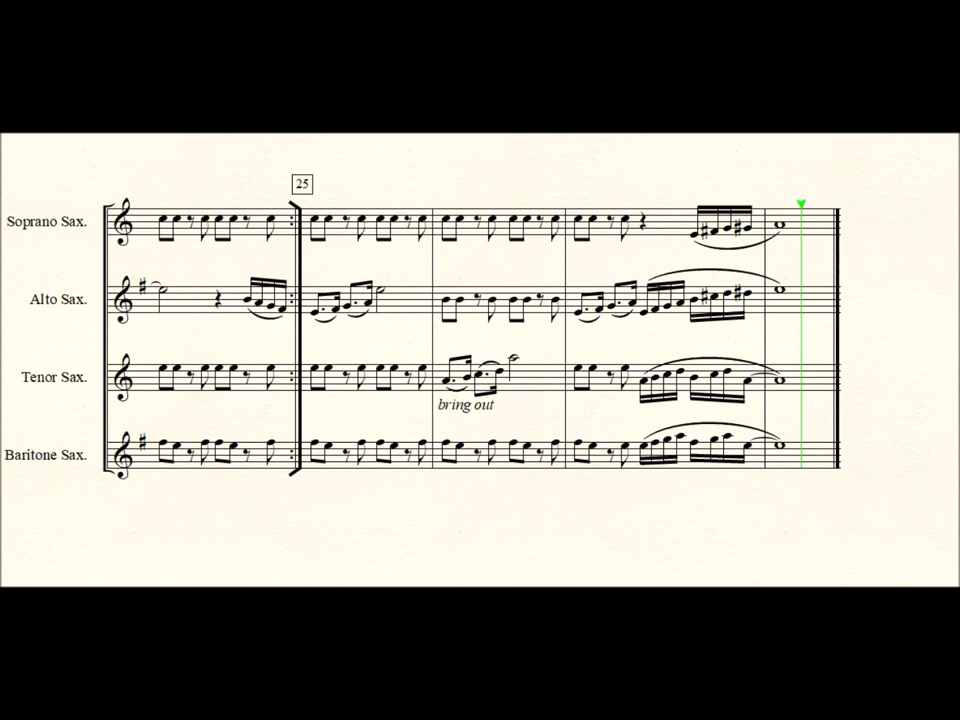 25
Soprano Sax.
Alto Sax.
Tenor Sax.
bring out
Baritone Sax.